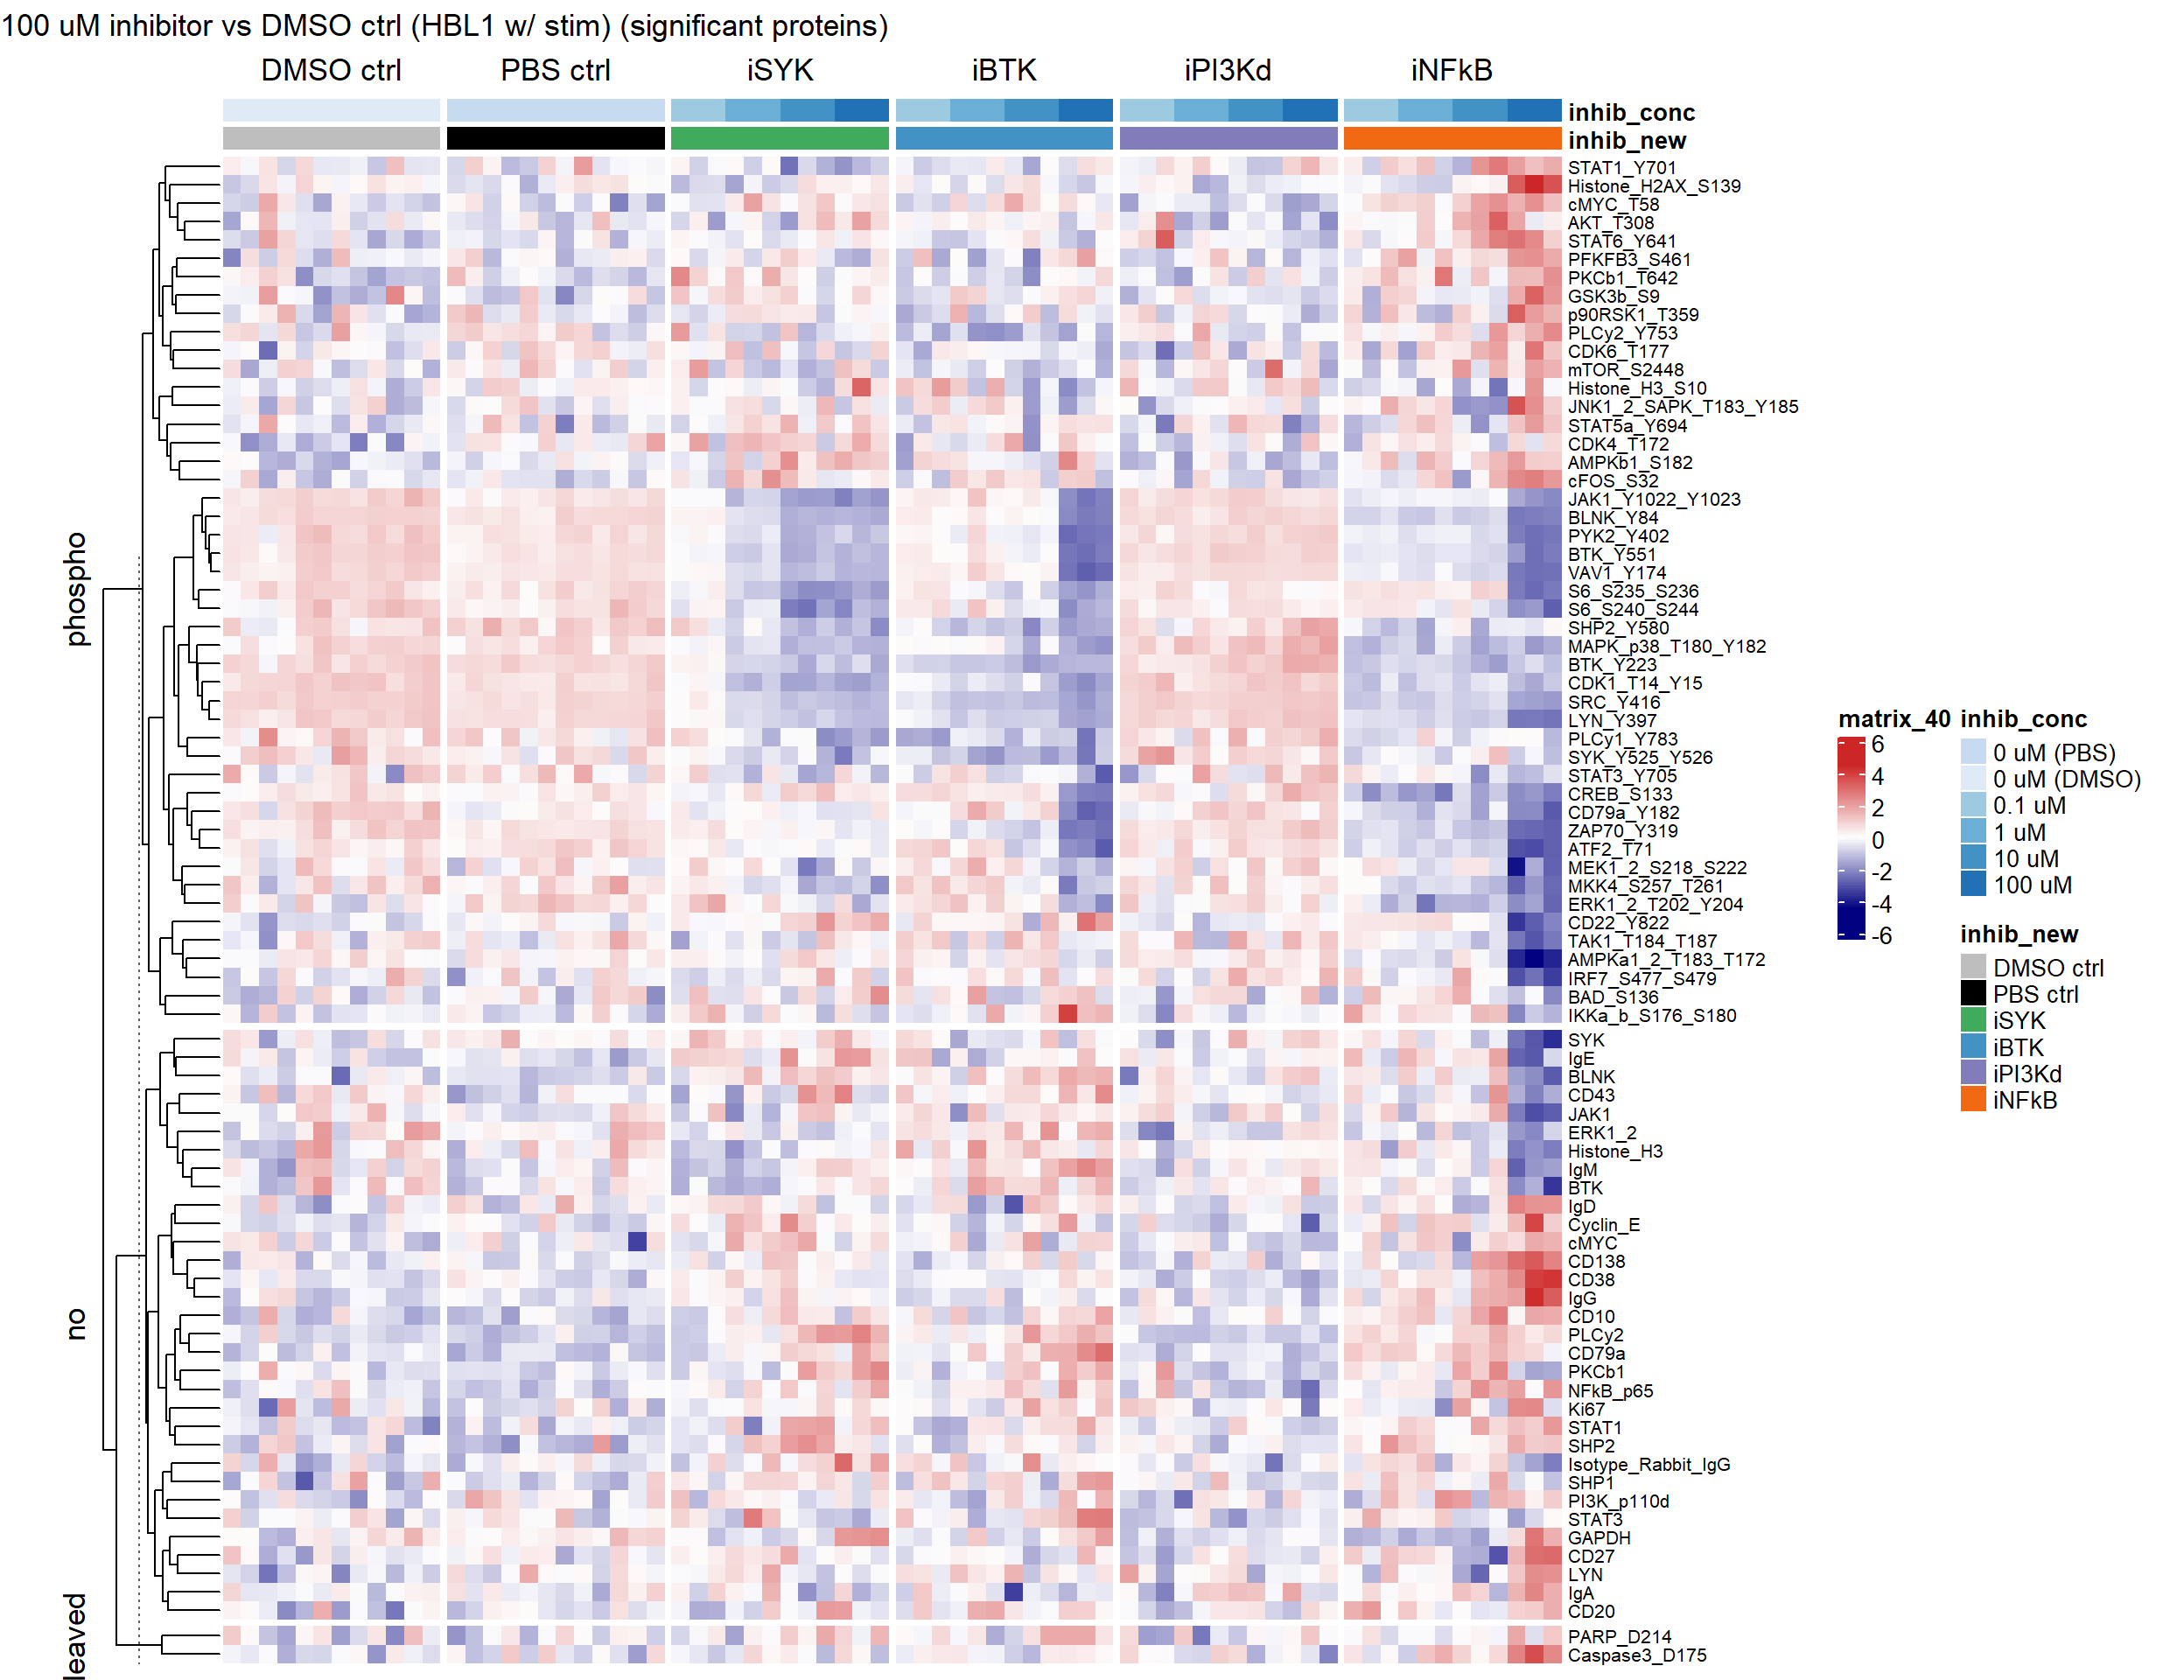 100 uM inhibitor vs DMSO ctrl (HBL1 w/ stim) (significant proteins)
DMSO ctrl PBS ctrl iSYK iBTK iPI3Kd iNFkB
inhib_conc
inhib_new
STAT1_Y701
Histone_H2AX_S139
cMYC_T58
AKT_T308
STAT6_Y641
PFKFB3_S461
PKCb1_T642
GSK3b_S9
p90RSK1_T359
PLCy2_Y753
CDK6_T177
mTOR_S2448
Histone_H3_S10
JNK1_2_SAPK_T183_Y185
STAT5a_Y694
CDK4_T172
AMPKb1_S182
cFOS_S32
JAK1_Y1022_Y1023
BLNK_Y84
PYK2_Y402
BTK_Y551
VAV1_Y174
S6_S235_S236
S6_S240_S244
SHP2_Y580
MAPK_p38_T180_Y182
BTK_Y223
CDK1_T14_Y15
SRC_Y416
LYN_Y397
PLCy1_Y783
SYK_Y525_Y526
STAT3_Y705
CREB_S133
CD79a_Y182
ZAP70_Y319
ATF2_T71
MEK1_2_S218_S222
MKK4_S257_T261
ERK1_2_T202_Y204
CD22_Y822
TAK1_T184_T187
AMPKa1_2_T183_T172
IRF7_S477_S479
BAD_S136
IKKa_b_S176_S180
phospho
SYK
IgE
BLNK
CD43
JAK1
ERK1_2
Histone_H3
IgM
BTK
IgD
Cyclin_E
cMYC
CD138
CD38
IgG
CD10
PLCy2
CD79a
PKCb1
NFkB_p65
Ki67
STAT1
SHP2
Isotype_Rabbit_IgG
SHP1
PI3K_p110d
STAT3
GAPDH
CD27
LYN
IgA
CD20
no
PARP_D214
Caspase3_D175
leaved
matrix_40
6
4
2
0
-2
-4
-6
inhib_conc
0 uM (PBS)
0 uM (DMSO)
0.1 uM
1 uM
10 uM
100 uM
inhib_new
DMSO ctrl
PBS ctrl
iSYK
iBTK
iPI3Kd
iNFkB